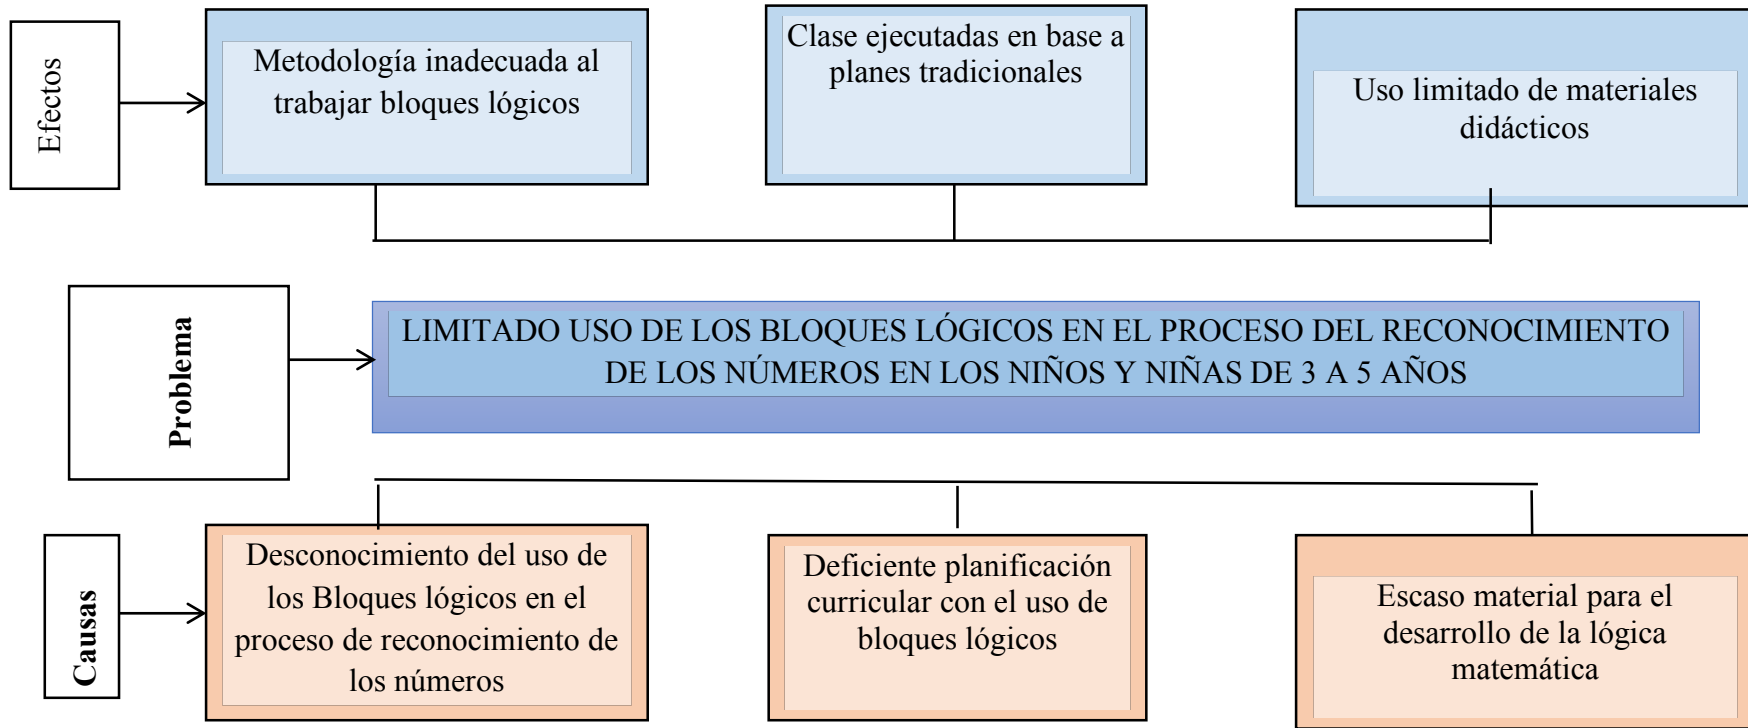 Efectos
Metodología inadecuada al
trabajar bloques lógicos
Clase ejecutadas en base a
planes tradicionales
Uso limitado de materiales
didácticos
Problema
LIMITADO USO DE LOS BLOQUES LÓGICOS EN EL PROCESO DEL RECONOCIMIENTO
DE LOS NÚMEROS EN LOS NIÑOS Y NIÑAS DE 3 A 5 AÑOS
Causas
Desconocimiento del uso de
los Bloques lógicos en el
proceso de reconocimiento de
los números
Deficiente planificación
curricular con el uso de
bloques lógicos
Escaso material para el
desarrollo de la lógica
matemática